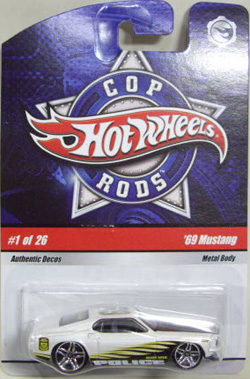 COP
Hot Wheels
RODS
#1 of 26
'69 Mustang
Authentic Decos
Metal Body
POLICE